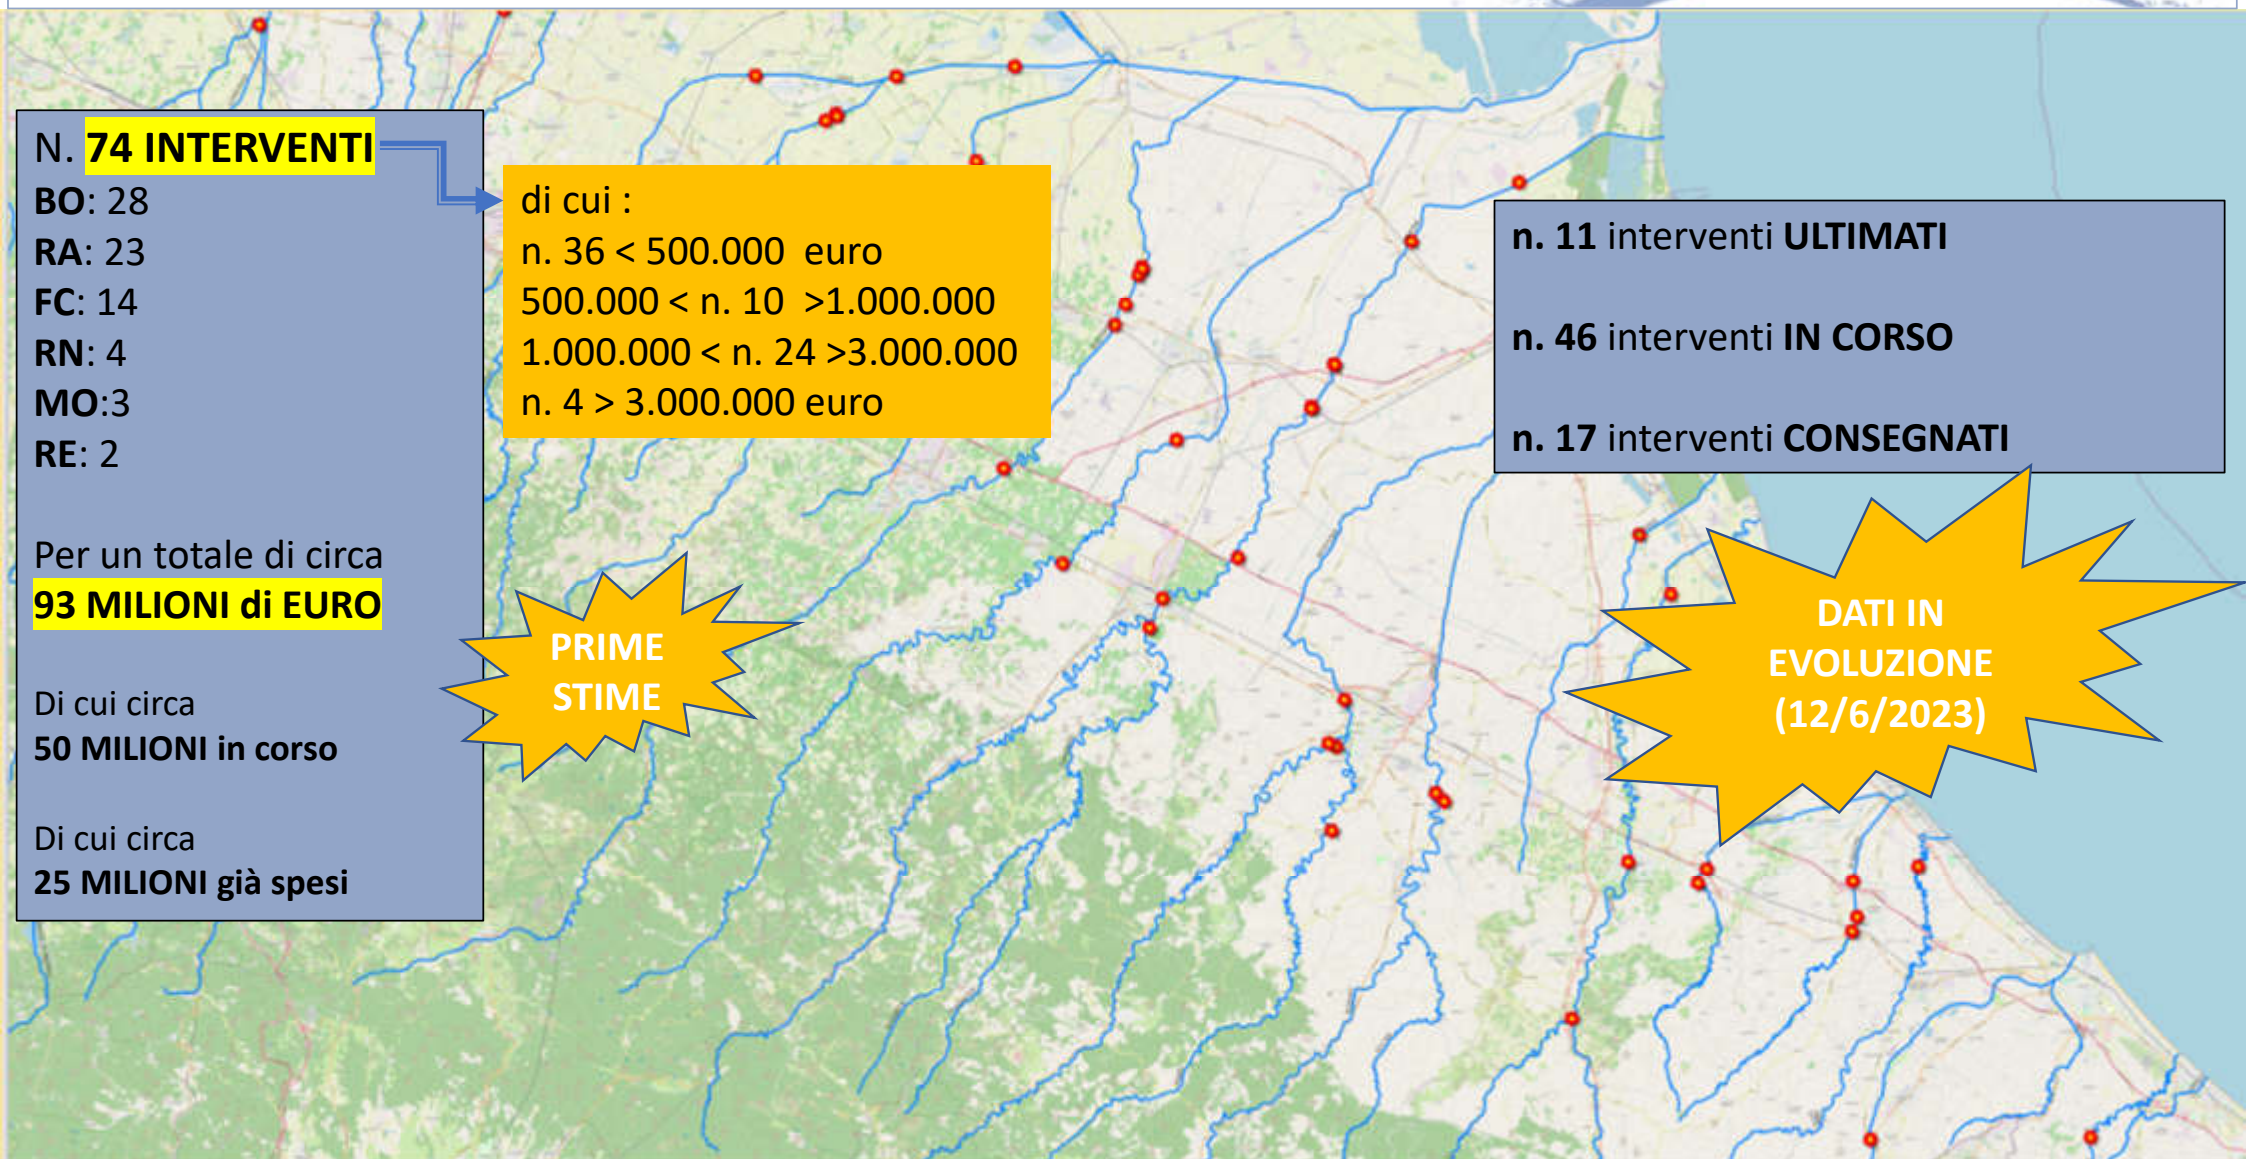 N. 74 INTERVENTI
BO: 28
RA: 23
FC: 14
RN: 4
MO:3
RE: 2
Per un totale di circa
93 MILIONI di EURO
Di cui circa
50 MILIONI in corso
Di cui circa
25 MILIONI già spesi
di cui :
n. 36 < 500.000 euro
500.000 < n. 10 >1.000.000
1.000.000 < n. 24 >3.000.000
n. 4 > 3.000.000 euro
PRIME
STIME
n. 11 interventi ULTIMATI
n. 46 interventi IN CORSO
n. 17 interventi CONSEGNATI
DATI IN
EVOLUZIONE
(12/6/2023)